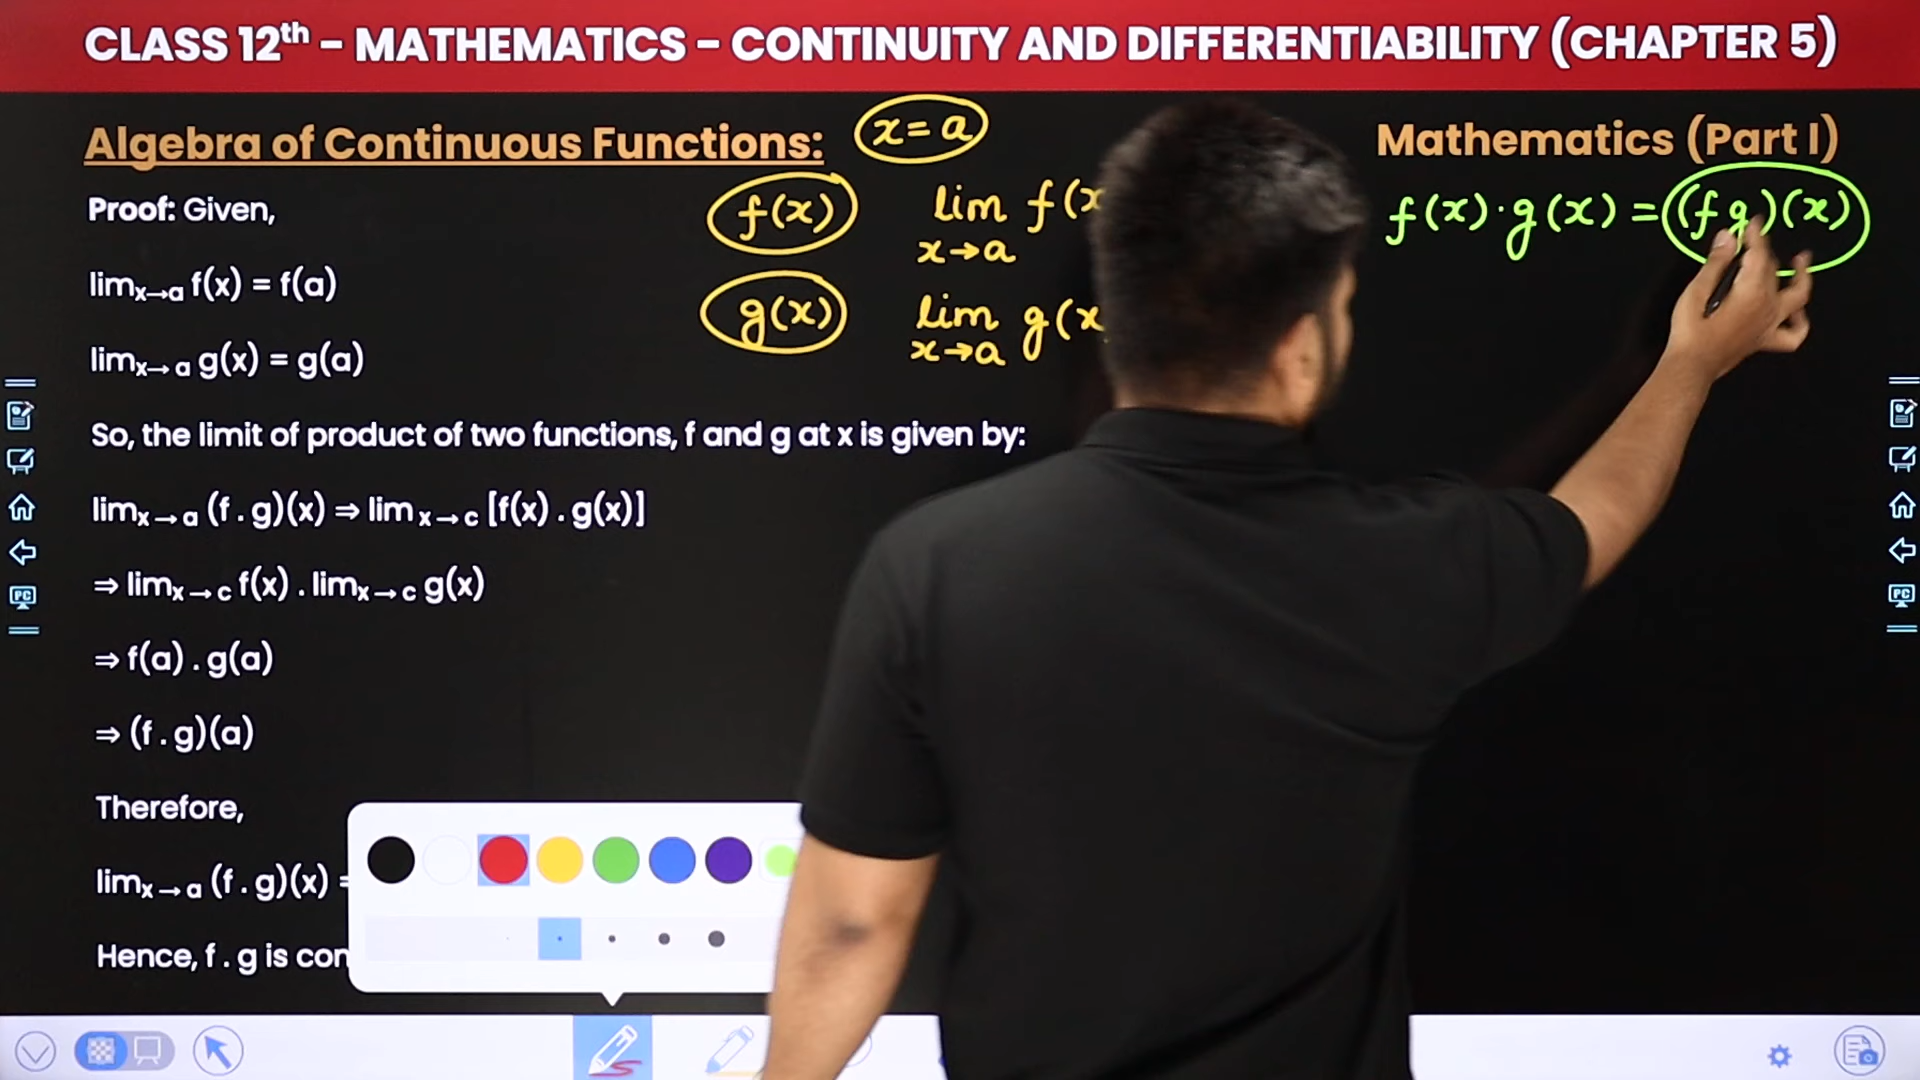 CLASS 12th - MATHEMATICS - CONTINUITY AND DIFFERENTIABILITY (CHAPTER 5)
Algebra of Continuous Functions: x = a
Mathematics (Part I)
Proof: Given,
f(x) lim x→a f(x
f(x) · g(x) = (fg)(x)
limx→a f(x) = f(a)
g(x) lim x→a g(x
limx→ a g(x) = g(a)
So, the limit of product of two functions, f and g at x is given by:
limx → a (f . g)(x) ⇒ lim x → c [f(x) . g(x)]
⇒ limx → c f(x) . limx → c g(x)
⇒ f(a) . g(a)
⇒ (f . g)(a)
Therefore,
limx → a (f . g)(x) =
Hence, f . g is con
PC
PC